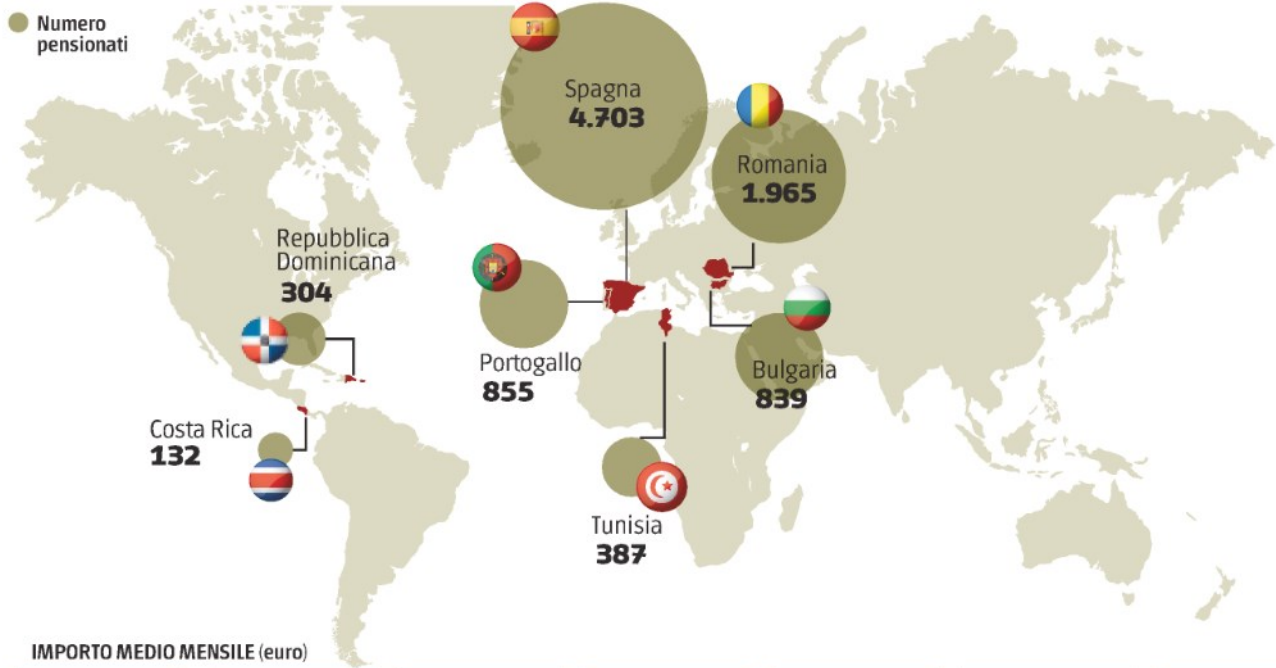 Numero
pensionati
Spagna
4.703
Romania
1.965
Repubblica
Dominicana
304
Portogallo
855
Bulgaria
839
Costa Rica
132
Tunisia
387
IMPORTO MEDIO MENSILE (euro)